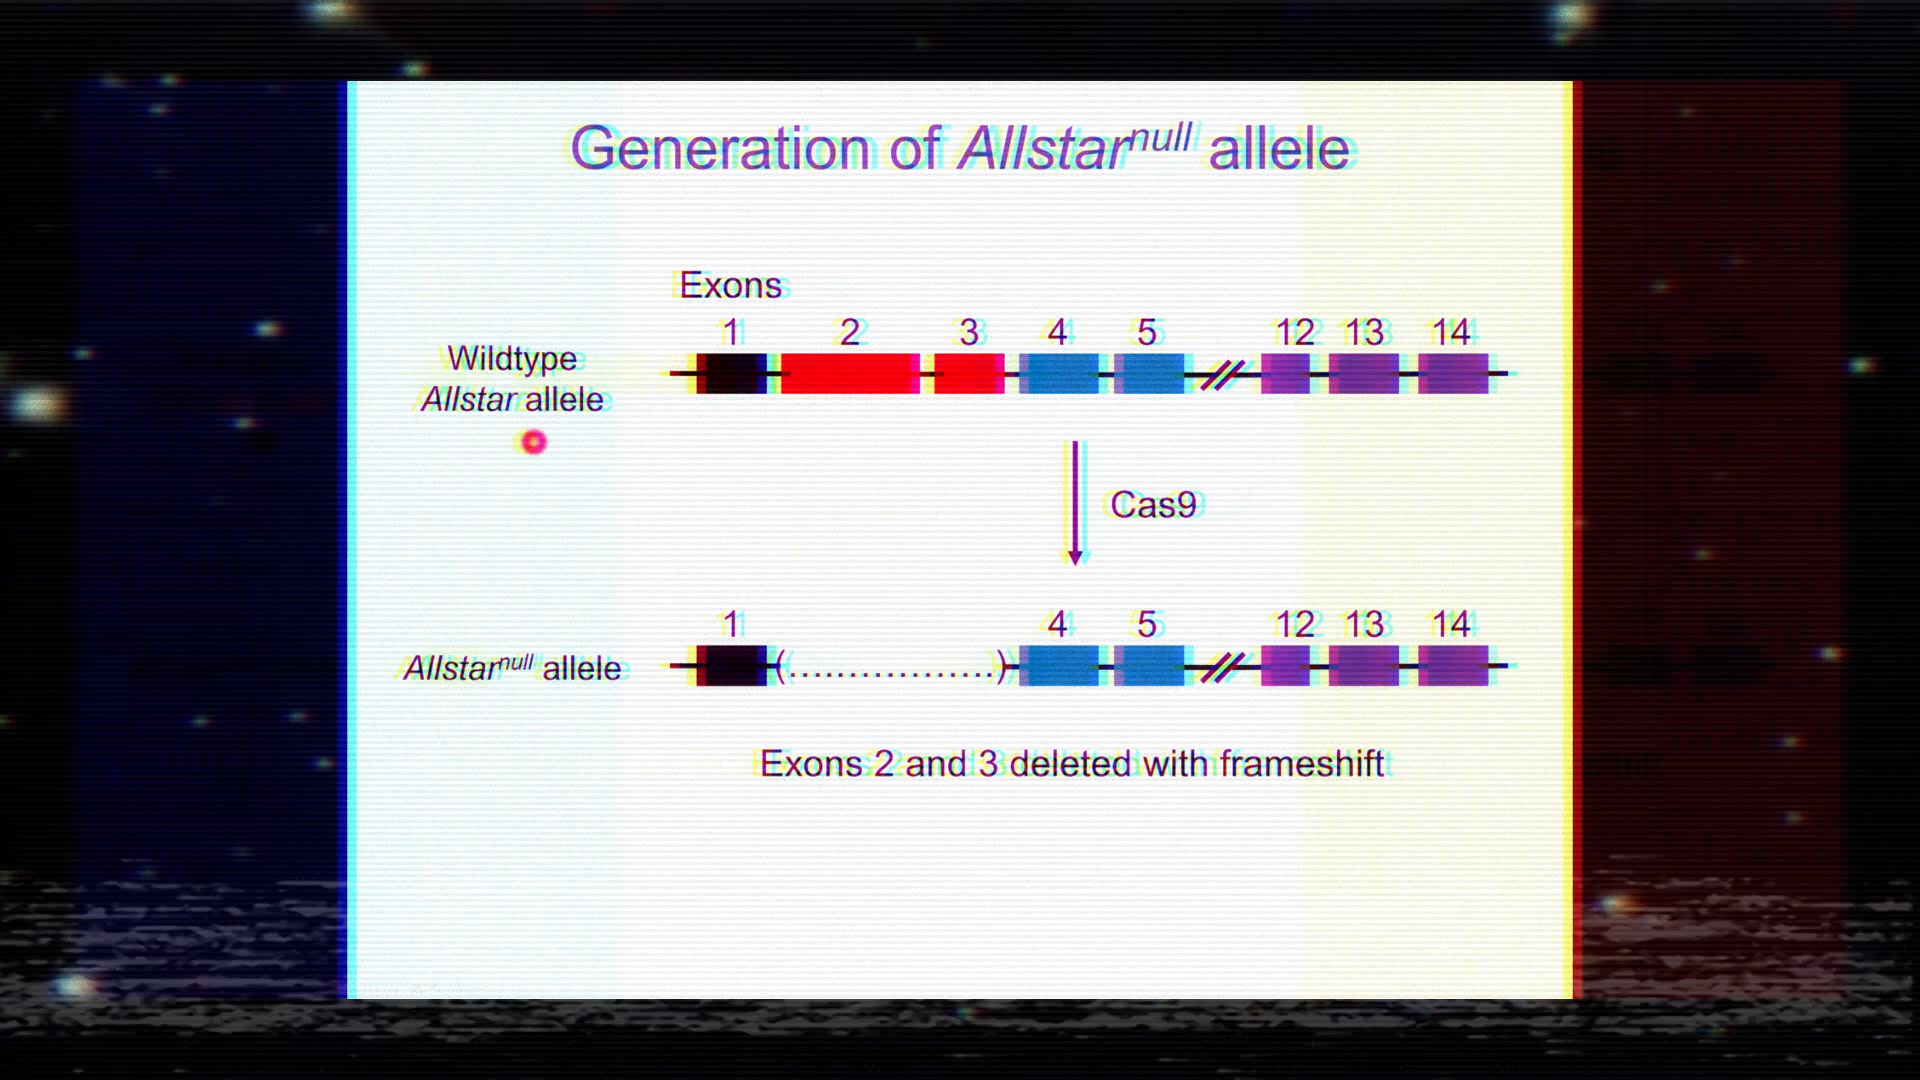 Generation of Allstarnull allele
Exons
1 2 3 4 5 12 13 14
Wildtype
Allstar allele
Cas9
1 4 5 12 13 14
Allstarnull allele
(.................)
Exons 2 and 3 deleted with frameshift